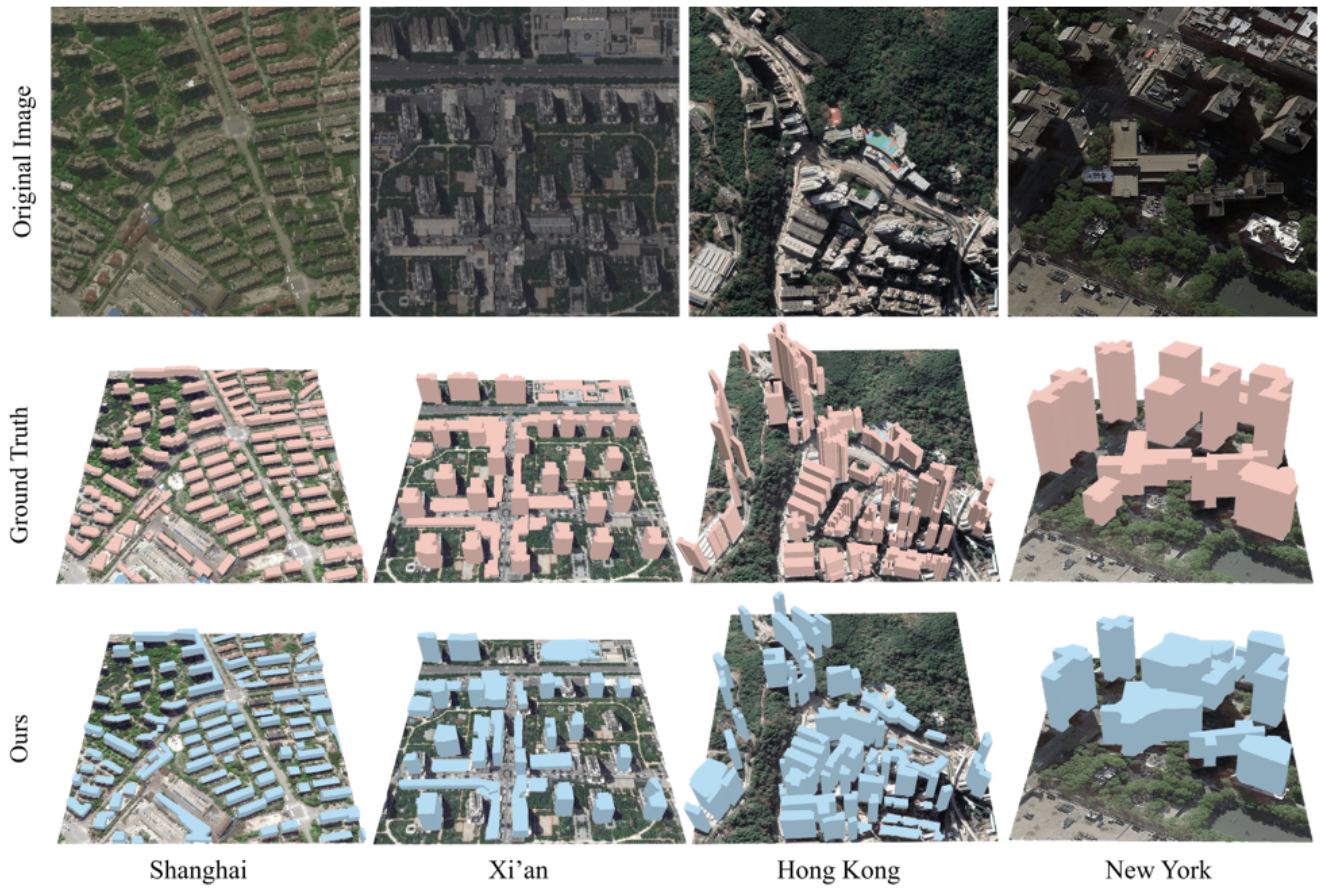 Original Image
Ground Truth
Ours
Shanghai
Xi'an
Hong Kong
New York